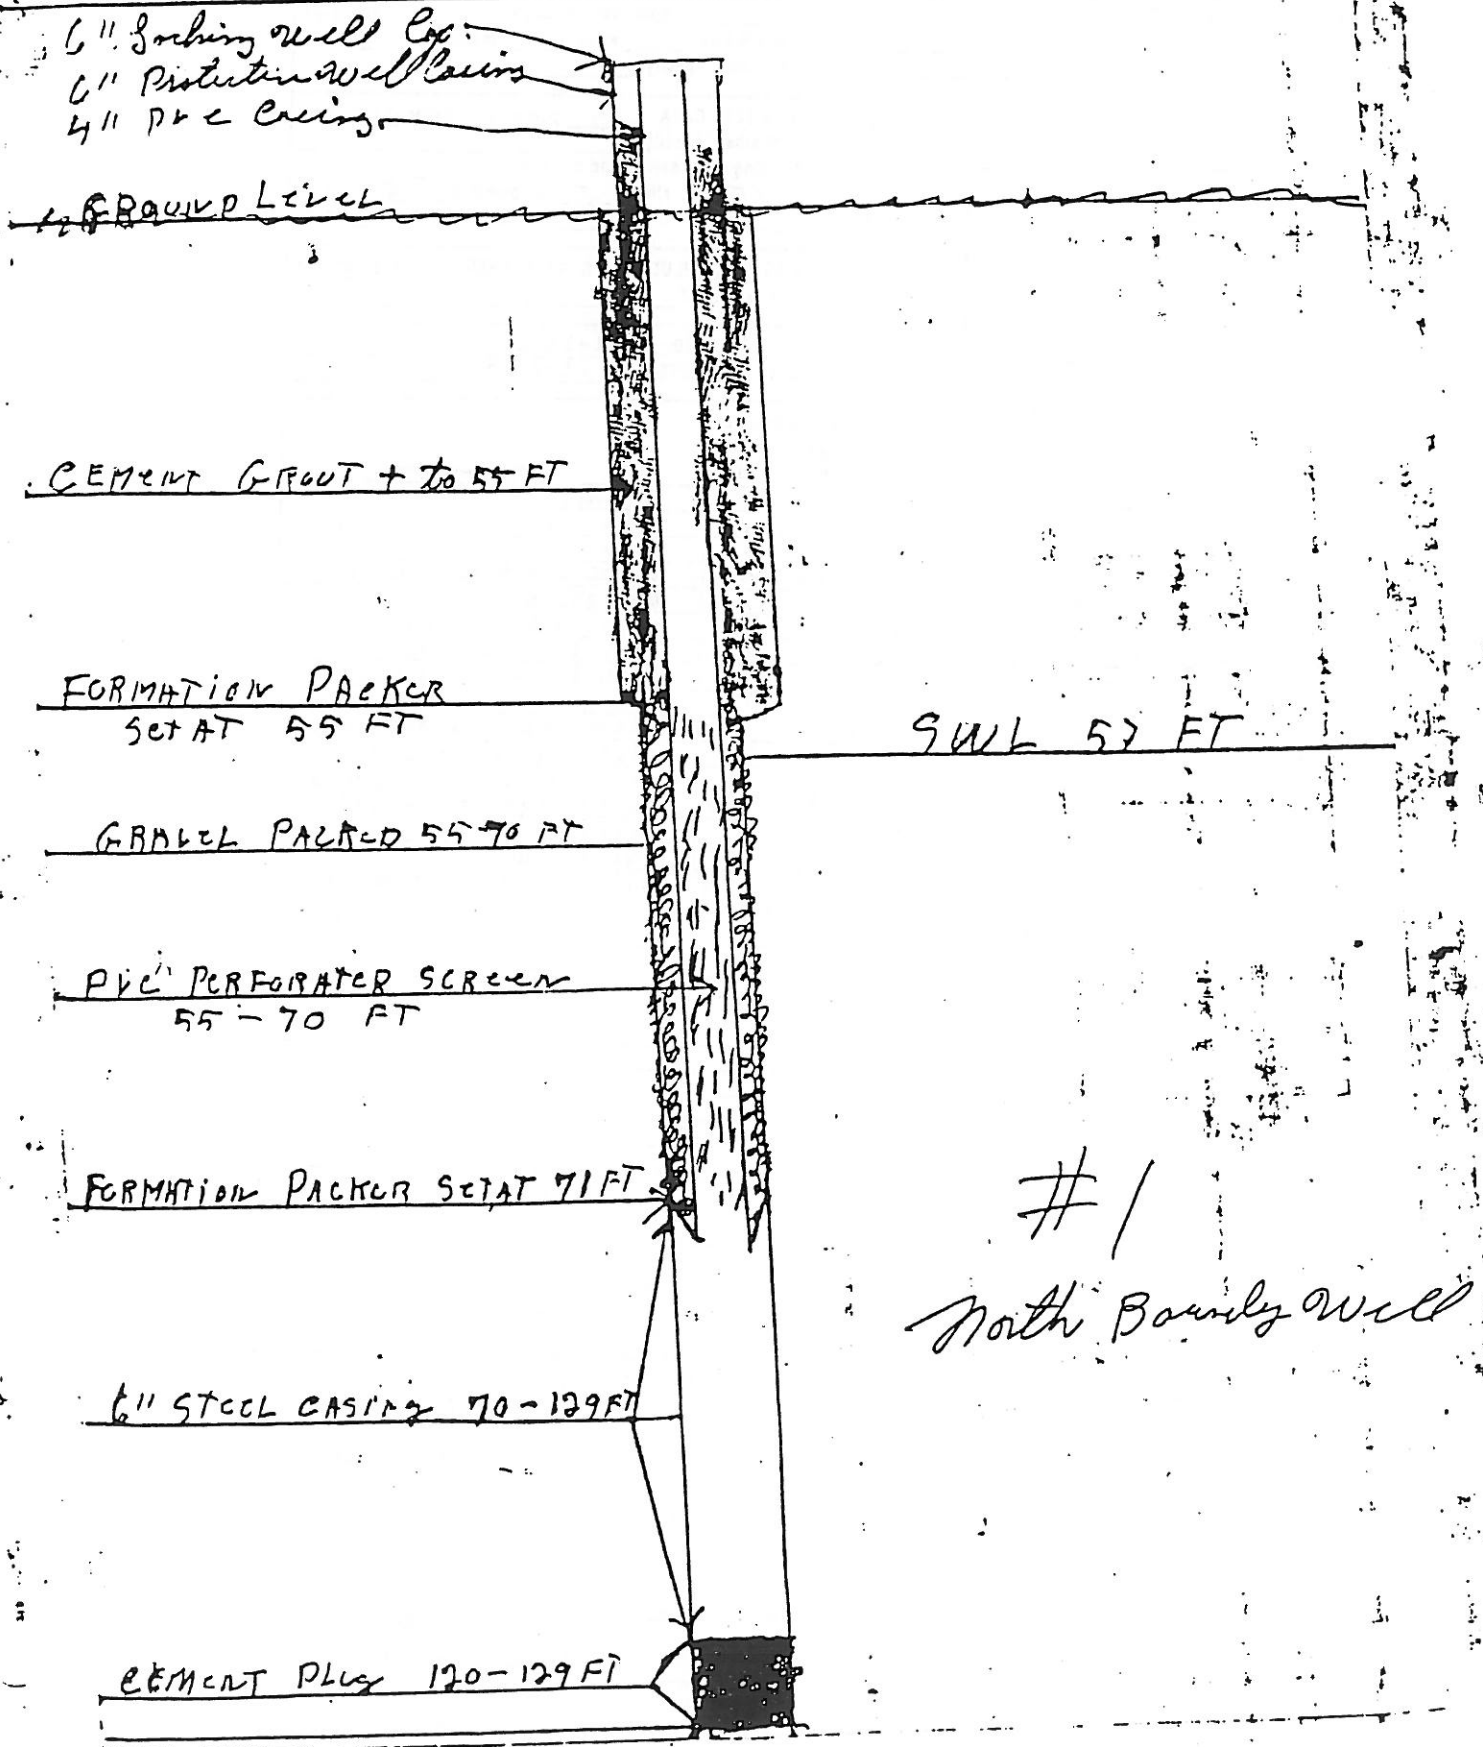 6" Locking Well Cap.
6" Protective Well Casing
4" PVC Casing
GROUND LEVEL
CEMENT GROUT + to 55 FT
FORMATION PACKER
Set AT 55 FT
SWL 57 FT
GRAVEL PACKED 55-70 FT
PVC PERFORATED SCREEN
55-70 FT
FORMATION PACKER SET AT 71 FT
#1
North Boundy Well
6" STEEL CASING 70-129 FT
CEMENT PLUG 120-129 FT